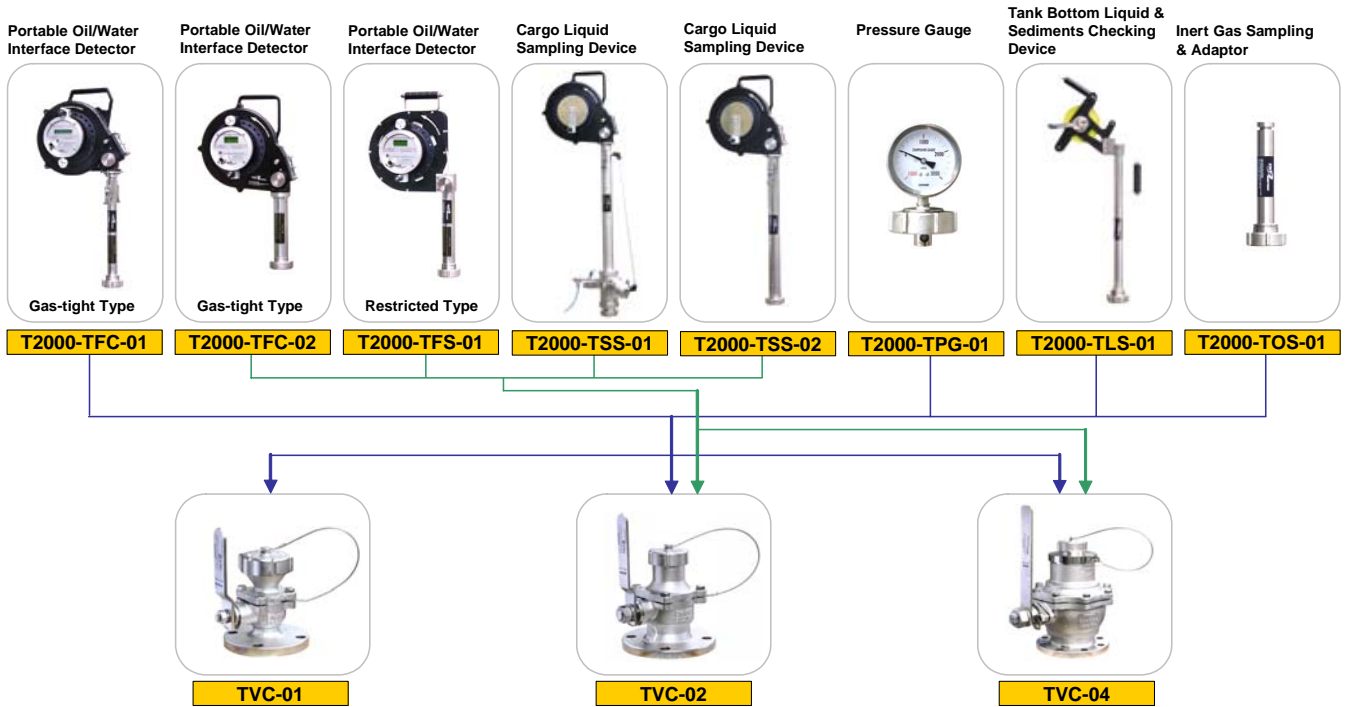 Portable Oil/Water
Interface Detector
Portable Oil/Water
Interface Detector
Portable Oil/Water
Interface Detector
Cargo Liquid
Sampling Device
Cargo Liquid
Sampling Device
Pressure Gauge
Tank Bottom Liquid &
Sediments Checking
Device
Inert Gas Sampling
& Adaptor
Gas-tight Type
Gas-tight Type
Restricted Type
T2000-TFC-01
T2000-TFC-02
T2000-TFS-01
T2000-TSS-01
T2000-TSS-02
T2000-TPG-01
T2000-TLS-01
T2000-TOS-01
TVC-01
TVC-02
TVC-04